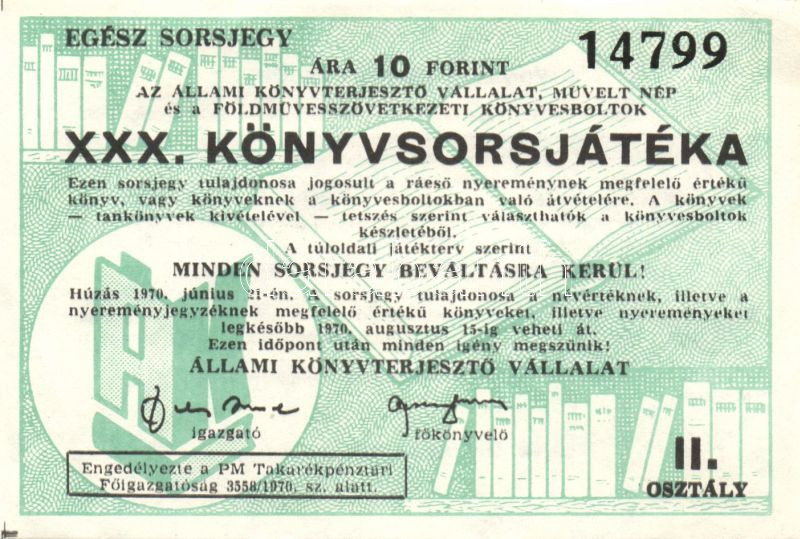 EGÉSZ SORSJEGY
14799
ÁRA 10 FORINT
AZ ÁLLAMI KÖNYVTERJESZTŐ VÁLLALAT, MŰVELT NÉP
és a FÖLDMŰVESSZÖVETKEZETI KÖNYVESBOLTOK
XXX. KÖNYVSORSJÁTÉKA
Ezen sorsjegy tulajdonosa jogosult a ráeső nyereménynek megfelelő értékű
könyv, vagy könyveknek a könyvesboltokban való átvételére. A könyvek
— tankönyvek kivételével — tetszés szerint választhatók a könyvesboltok
készletéből.
A túloldali játékterv szerint
MINDEN SORSJEGY BEVÁLTÁSRA KERÜL!
Húzás 1970. június 21-én. A sorsjegy tulajdonosa a névértéknek, illetve a
nyereményjegyzéknek megfelelő értékű könyveket, illetve nyereményeket
legkésőbb 1970. augusztus 15-ig veheti át.
Ezen időpont után minden igény megszűnik!
ÁLLAMI KÖNYVTERJESZTŐ VÁLLALAT
igazgató
főkönyvelő
Engedélyezte a PM Takarékpénztári
Főigazgatóság 3558/1970. sz. alatt.
II.
OSZTÁLY